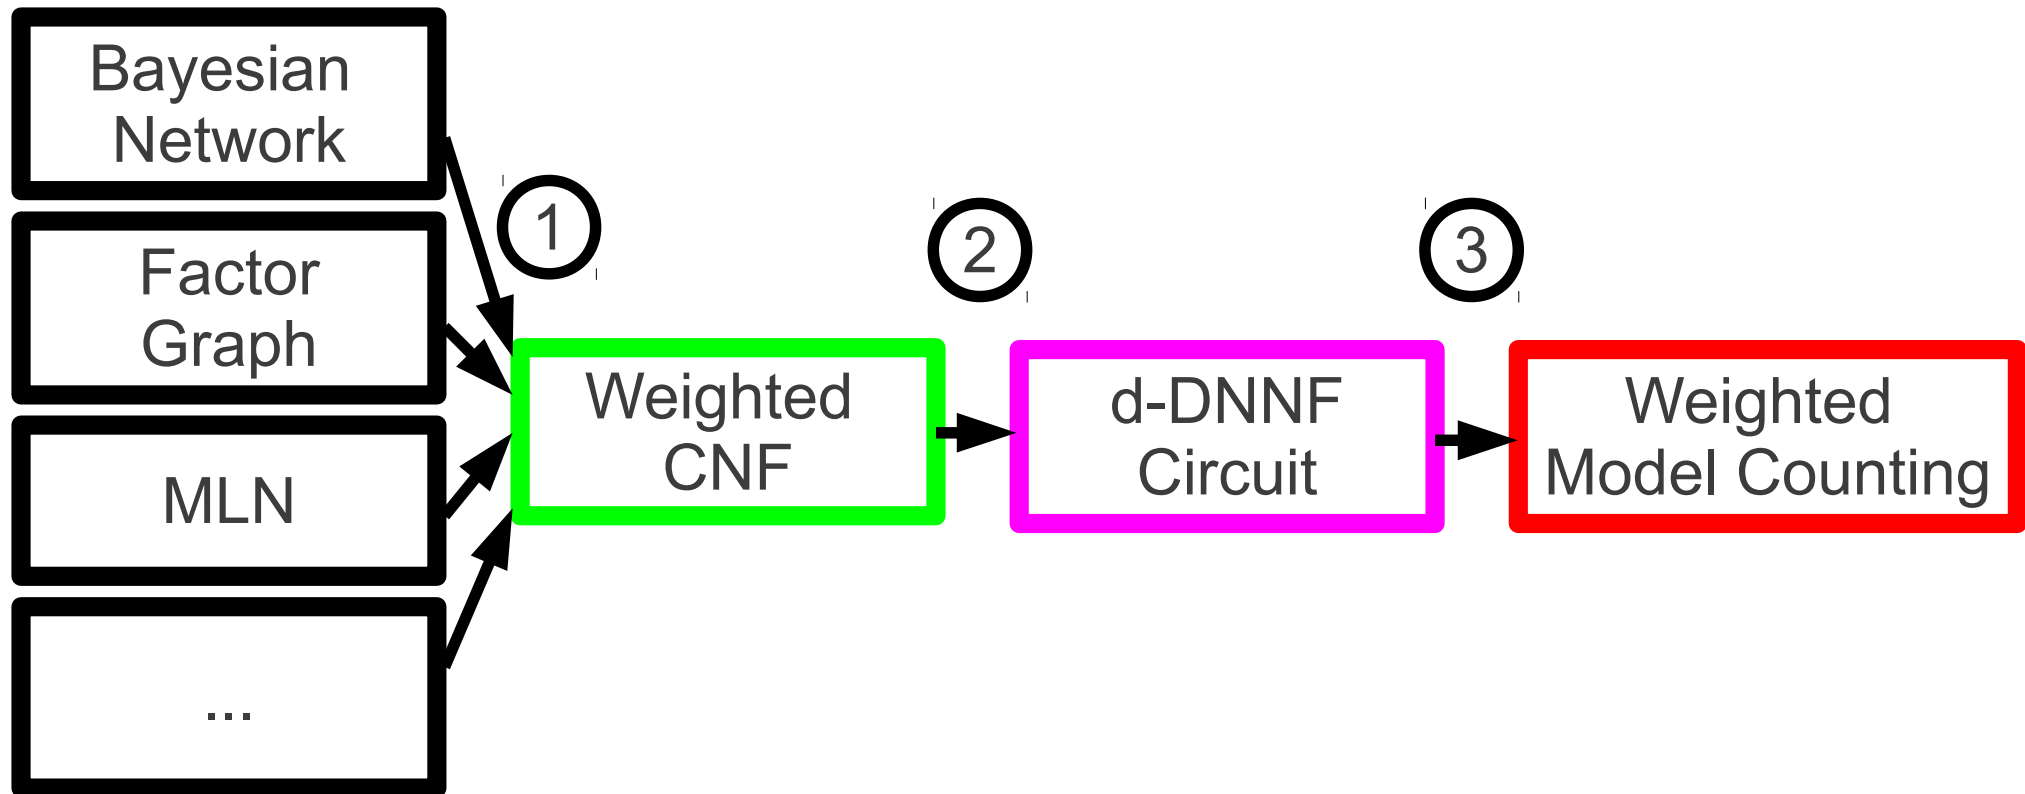 Bayesian
Network
Factor
Graph
MLN
...
1
2
3
Weighted
CNF
d-DNNF
Circuit
Weighted
Model Counting